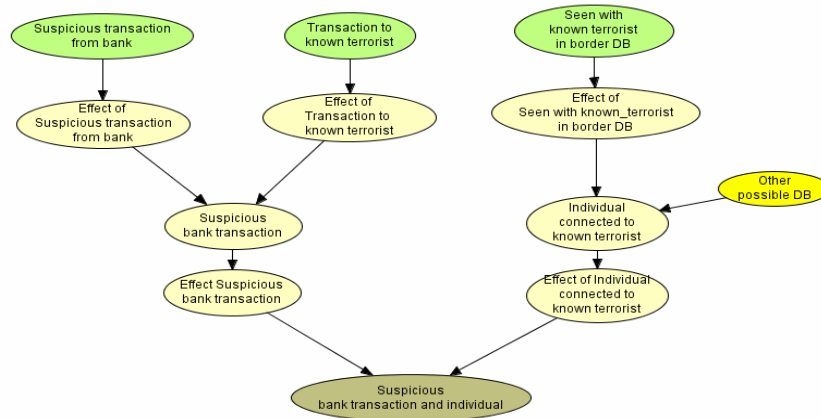 Suspicious transaction
from bank
Transaction to
known terrorist
Seen with
known terrorist
in border DB
Effect of
Suspicious transaction
from bank
Effect of
Transaction to
known terrorist
Effect of
Seen with known_terrorist
in border DB
Other
possible DB
Suspicious
bank transaction
Individual
connected to
known terrorist
Effect Suspicious
bank transaction
Effect of Individual
connected to
known terrorist
Suspicious
bank transaction and individual